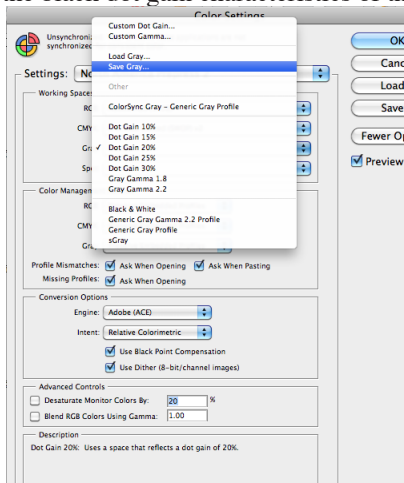 the black dot gain characteristics of
Color Settings
Custom Dot Gain...
Custom Gamma...
Load Gray...
Save Gray...
Other
ColorSync Gray – Generic Gray Profile
Dot Gain 10%
Dot Gain 15%
✓ Dot Gain 20%
Dot Gain 25%
Dot Gain 30%
Gray Gamma 1.8
Gray Gamma 2.2
Black & White
Generic Gray Gamma 2.2 Profile
Generic Gray Profile
sGray
Unsynchroni
synchronized
Settings:
Working Spaces
CMY
Color Managem
CMY
Profile Mismatches: Ask When Opening Ask When Pasting
Missing Profiles: Ask When Opening
Conversion Options
Engine: Adobe (ACE)
Intent: Relative Colorimetric
Use Black Point Compensation
Use Dither (8-bit/channel images)
Advanced Controls
Desaturate Monitor Colors By: 20 %
Blend RGB Colors Using Gamma: 1.00
Description
Dot Gain 20%: Uses a space that reflects a dot gain of 20%.
OK
Canc
Load
Save
Fewer Op
Preview